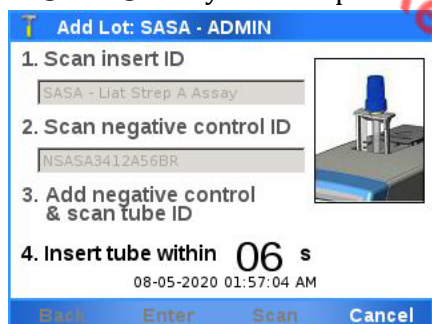 Add Lot: SASA - ADMIN
1. Scan insert ID
SASA - Liat Strep A Assay
2. Scan negative control ID
NSASA3412A56BR
3. Add negative control
& scan tube ID
4. Insert tube within 06 s
08-05-2020 01:57:04 AM
Back Enter Scan Cancel